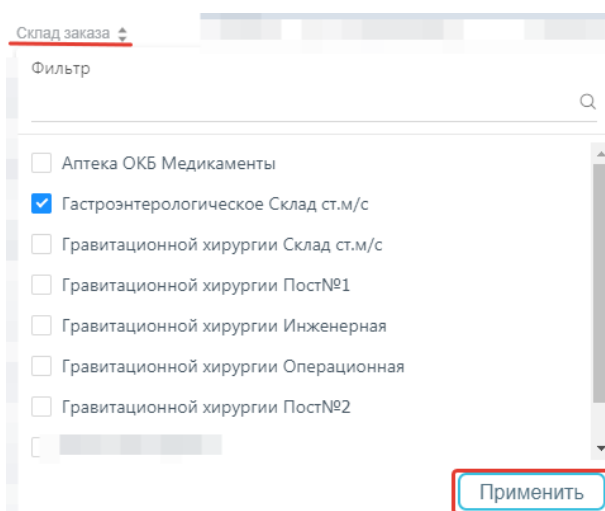 Склад заказа
Фильтр
Аптека ОКБ Медикаменты
Гастроэнтерологическое Склад ст.м/с
Гравитационной хирургии Склад ст.м/с
Гравитационной хирургии Пост№1
Гравитационной хирургии Инженерная
Гравитационной хирургии Операционная
Гравитационной хирургии Пост№2
Применить